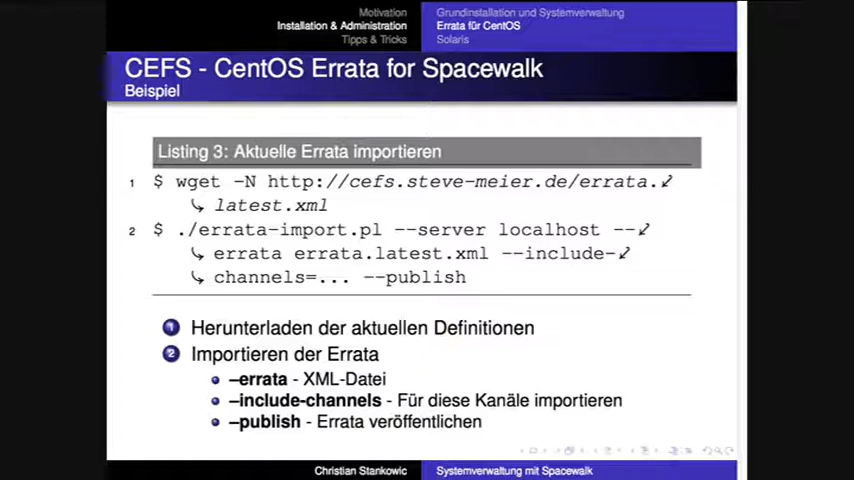 Motivation
Installation & Administration
Tipps & Tricks
Grundinstallation und Systemverwaltung
Errata für CentOS
Solaris
CEFS - CentOS Errata for Spacewalk
Beispiel
Listing 3: Aktuelle Errata importieren
1 $ wget -N http://cefs.steve-meier.de/errata.
latest.xml
2 $ ./errata-import.pl --server localhost --
errata errata.latest.xml --include-
channels=... --publish
1 Herunterladen der aktuellen Definitionen
2 Importieren der Errata
–errata - XML-Datei
–include-channels - Für diese Kanäle importieren
–publish - Errata veröffentlichen
Christian Stankowic
Systemverwaltung mit Spacewalk